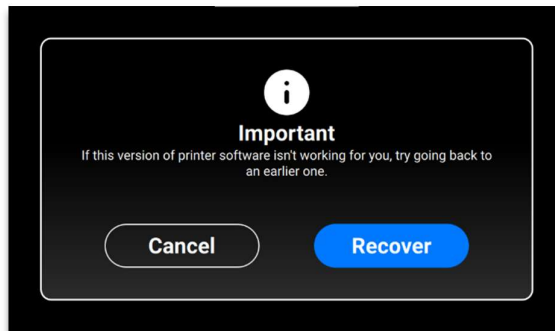 Important
If this version of printer software isn't working for you, try going back to
an earlier one.
Cancel
Recover